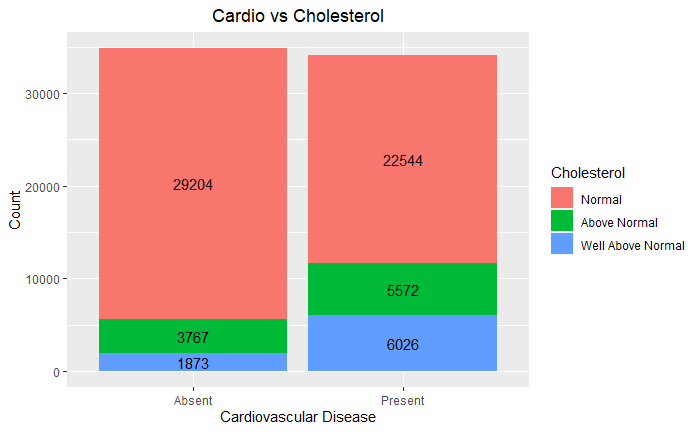 Cardio vs Cholesterol
Count
30000
20000
10000
0
29204
3767
1873
22544
5572
6026
Absent
Present
Cardiovascular Disease
Cholesterol
Normal
Above Normal
Well Above Normal